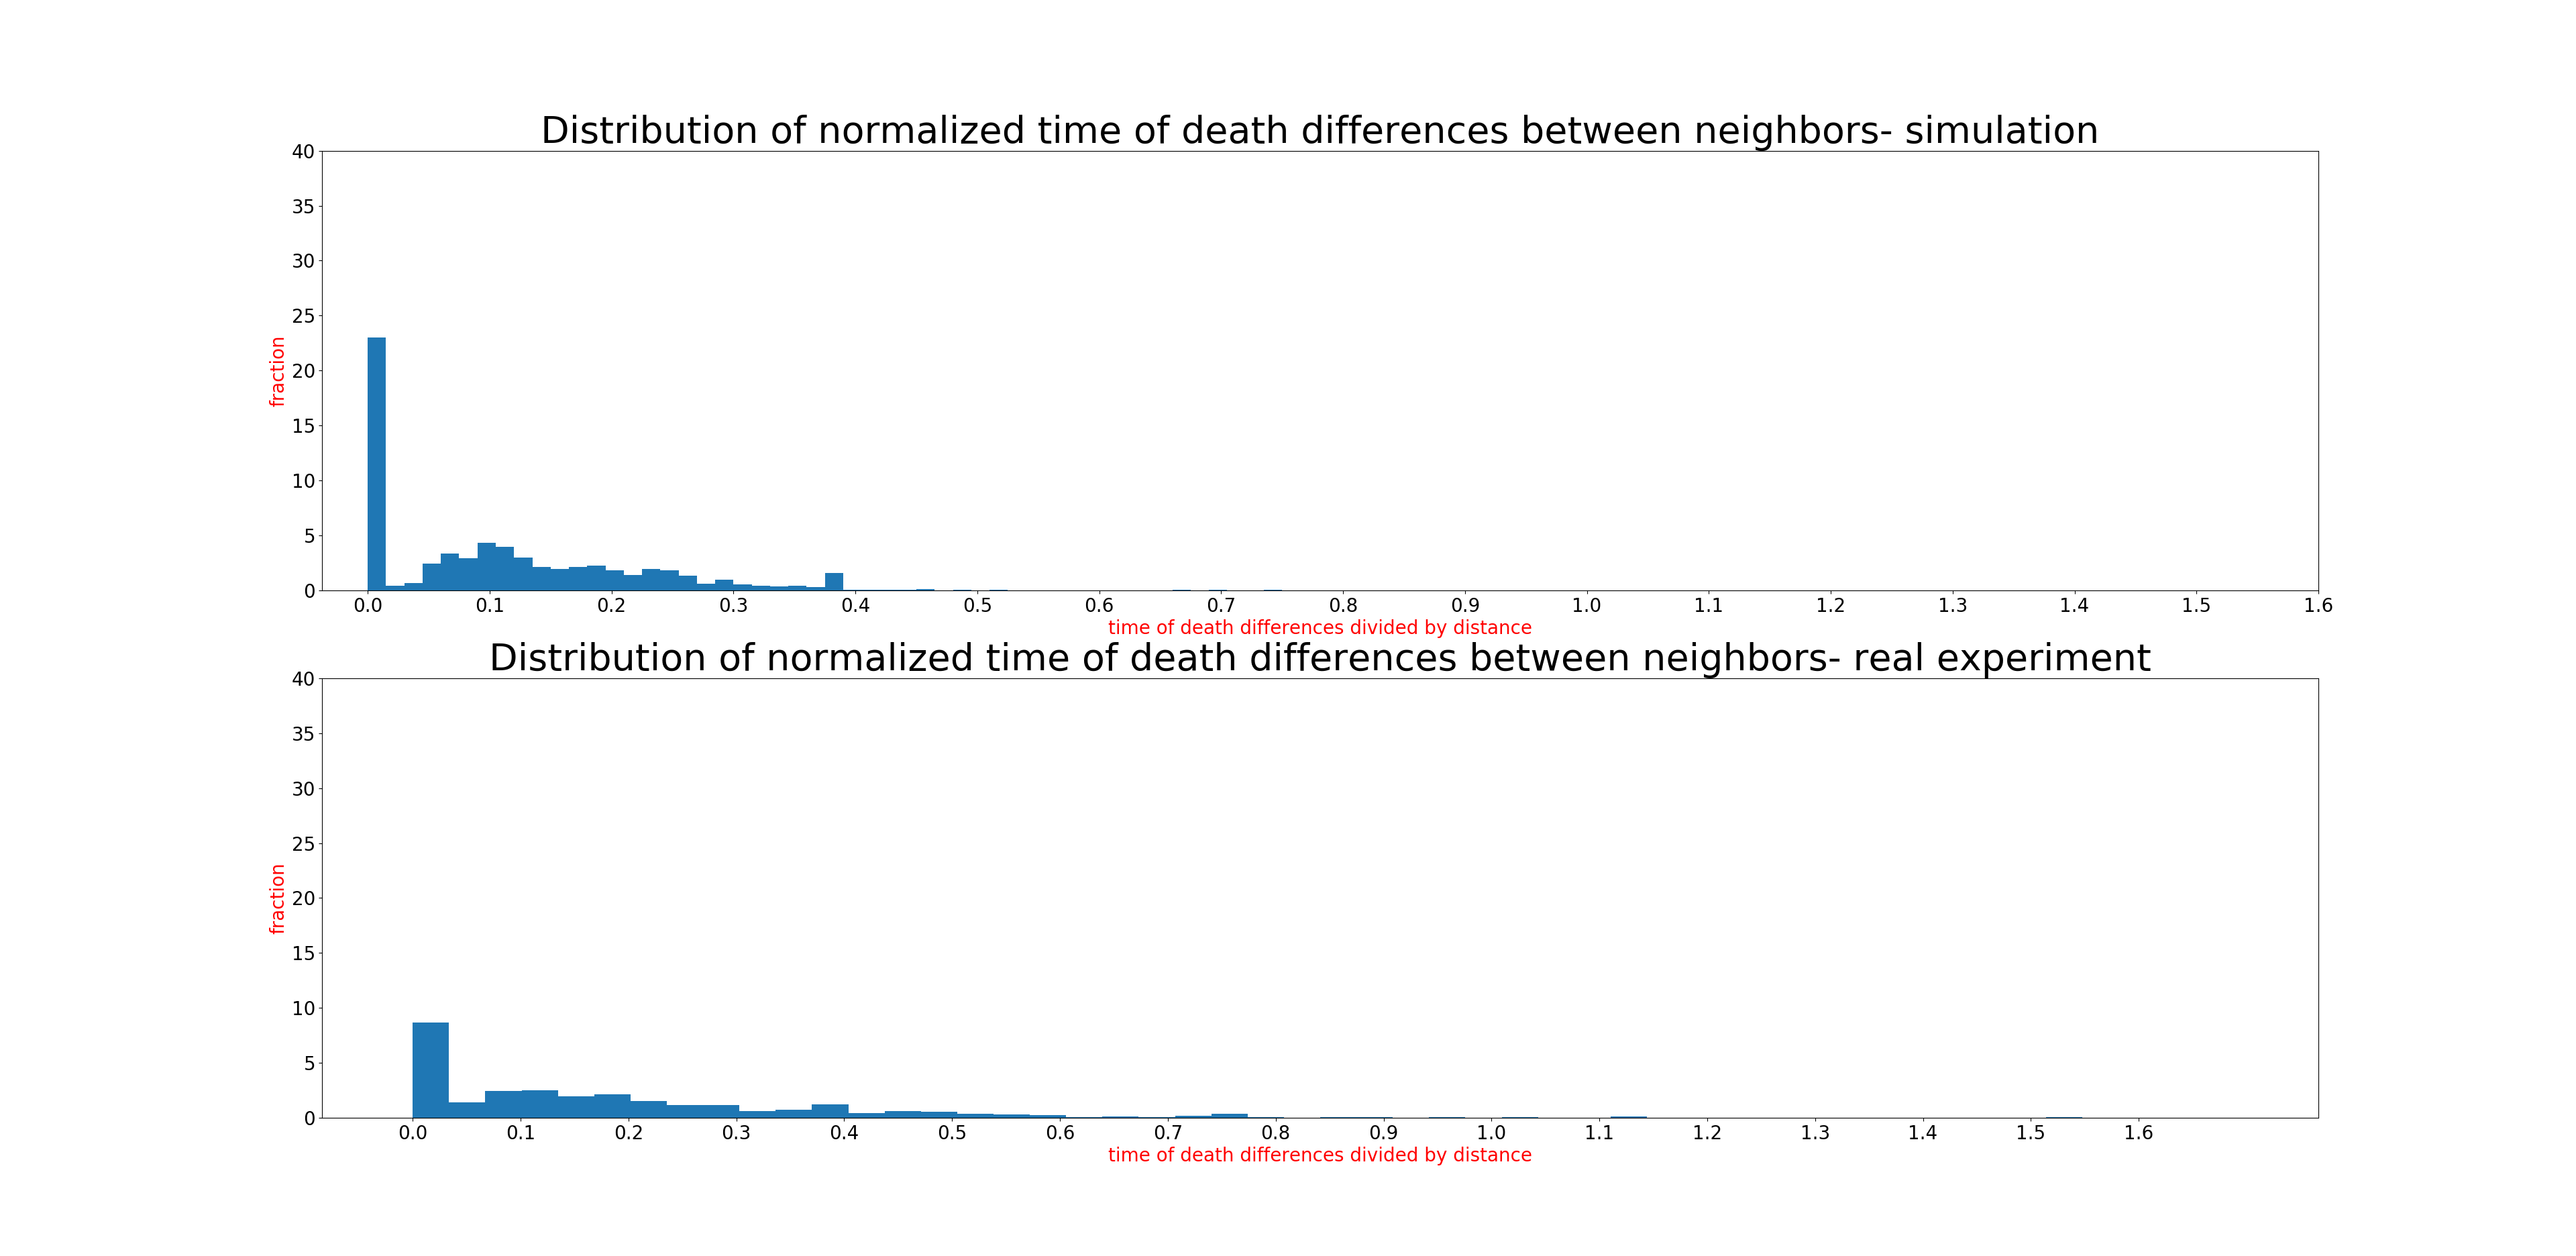 Distribution of normalized time of death differences between neighbors- simulation
40
35
30
25
20
15
10
5
0
fraction
0.0 0.1 0.2 0.3 0.4 0.5 0.6 0.7 0.8 0.9 1.0 1.1 1.2 1.3 1.4 1.5 1.6
time of death differences divided by distance
Distribution of normalized time of death differences between neighbors- real experiment
40
35
30
25
20
15
10
5
0
fraction
0.0 0.1 0.2 0.3 0.4 0.5 0.6 0.7 0.8 0.9 1.0 1.1 1.2 1.3 1.4 1.5 1.6
time of death differences divided by distance